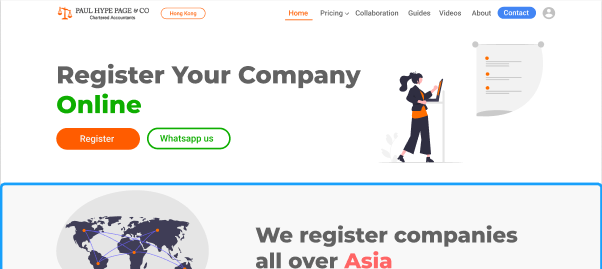 PAUL HYPE PAGE & CO
Chartered Accountants
Hong Kong
Home
Pricing
Collaboration
Guides
Videos
About
Contact
Register Your Company
Online
Register
Whatsapp us
We register companies
all over Asia